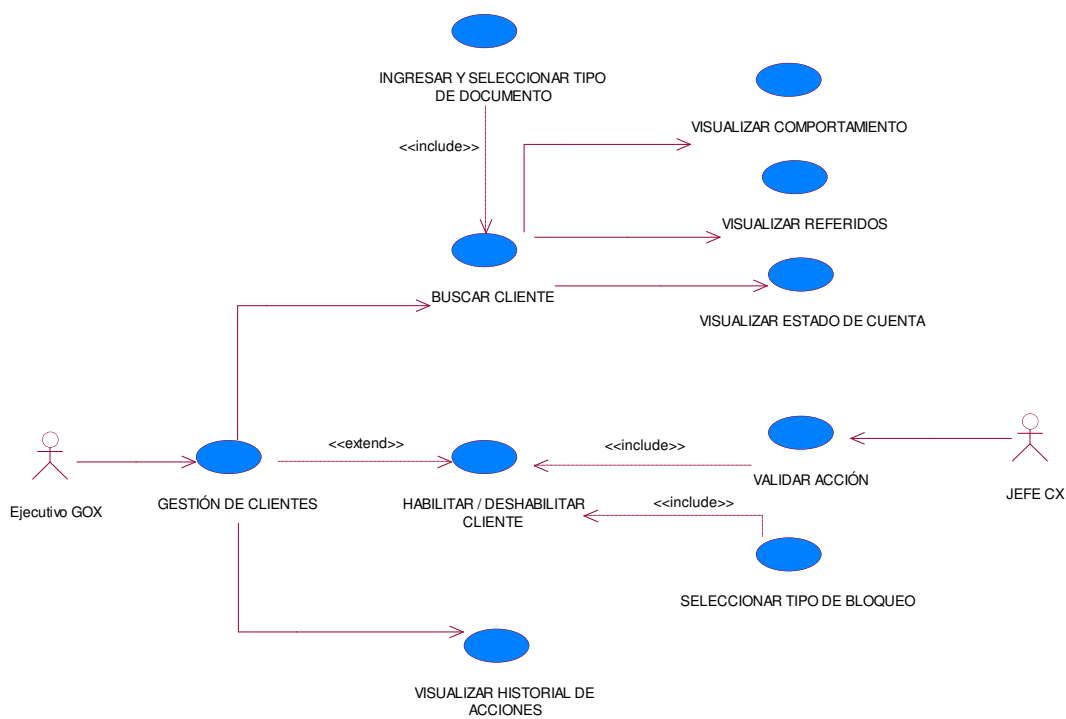 INGRESAR Y SELECCIONAR TIPO
DE DOCUMENTO
VISUALIZAR COMPORTAMIENTO
<<include>>
VISUALIZAR REFERIDOS
BUSCAR CLIENTE
VISUALIZAR ESTADO DE CUENTA
<<extend>>
<<include>>
VALIDAR ACCIÓN
JEFE CX
Ejecutivo GOX
GESTIÓN DE CLIENTES
HABILITAR / DESHABILITAR
CLIENTE
<<include>>
SELECCIONAR TIPO DE BLOQUEO
VISUALIZAR HISTORIAL DE
ACCIONES